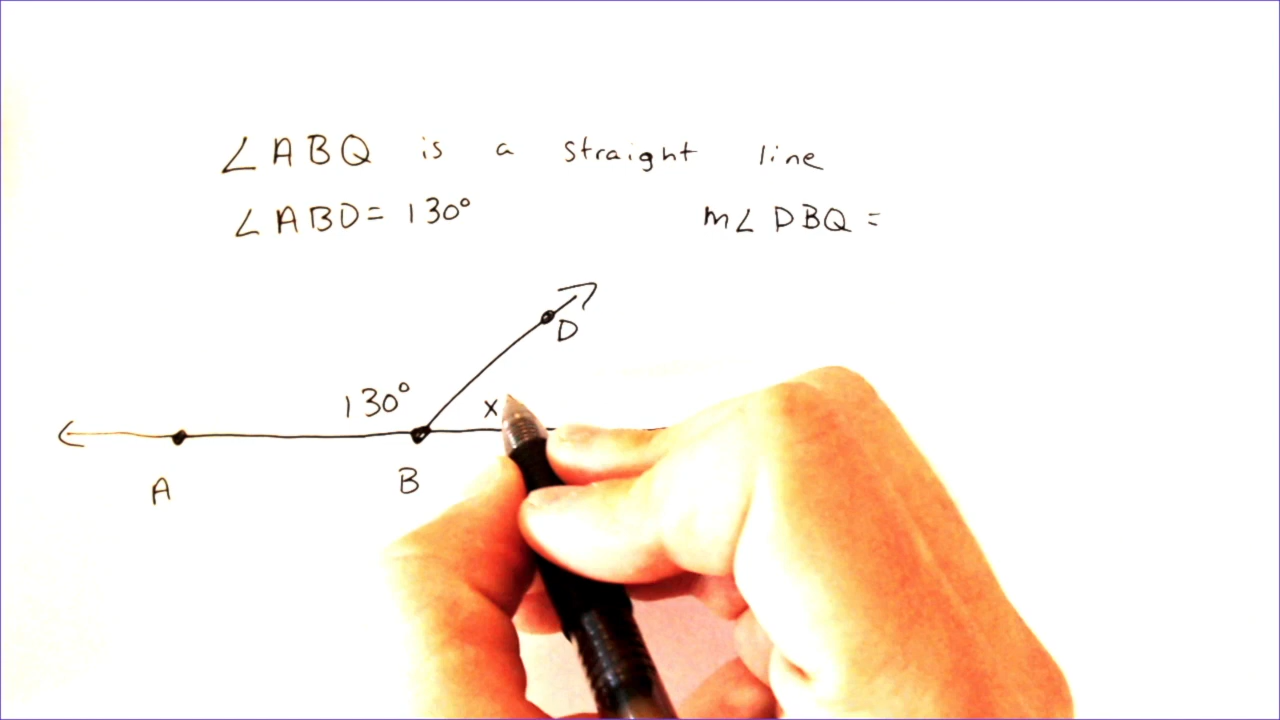 ∠ABQ is a straight line
∠ABD = 130° m∠DBQ =
D
130° x
A B